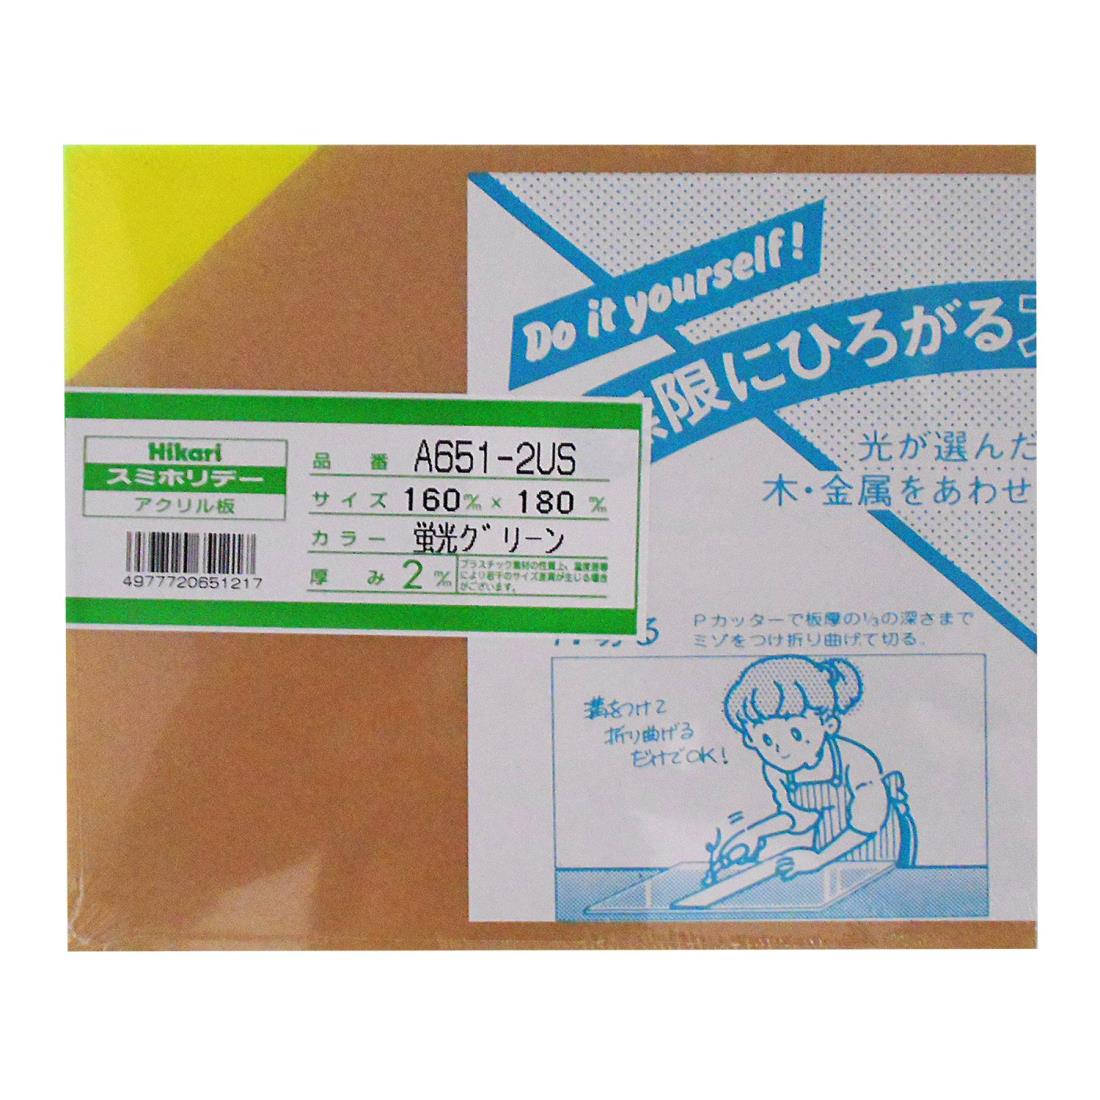 Do it yourself!
限にひろがる
光が選んだ
木・金属をあわせ
Hikari
スミホリデー
アクリル板
4977720651217
品番 A651-2US
サイズ 160m/m × 180m/m
カラー 蛍光グリーン
厚み 2m/m
プラスチック素材の性質上、温度差等
により若干のサイズ誤差が生じる場合
がございます。
Pカッターで板厚の1/3の深さまで
ミゾをつけ折り曲げて切る。
溝をつけて
折り曲げる
だけでOK!